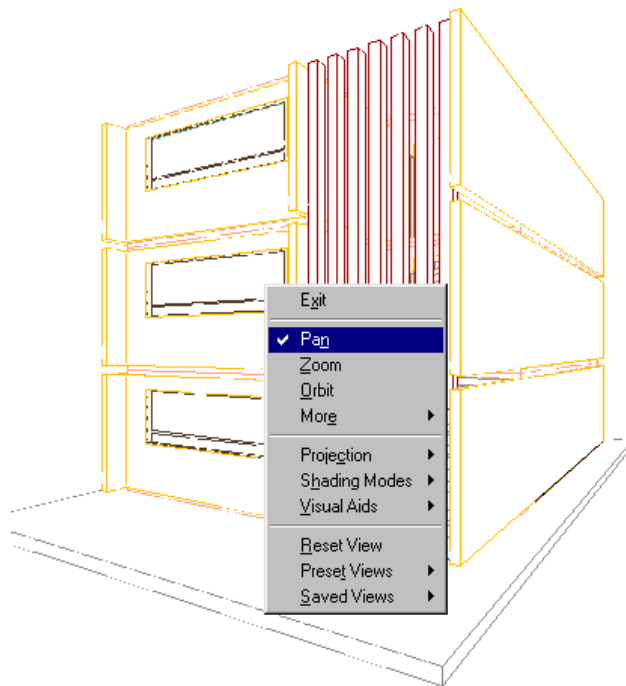 Exit
Pan
Zoom
Orbit
More
Projection
Shading Modes
Visual Aids
Reset View
Preset Views
Saved Views